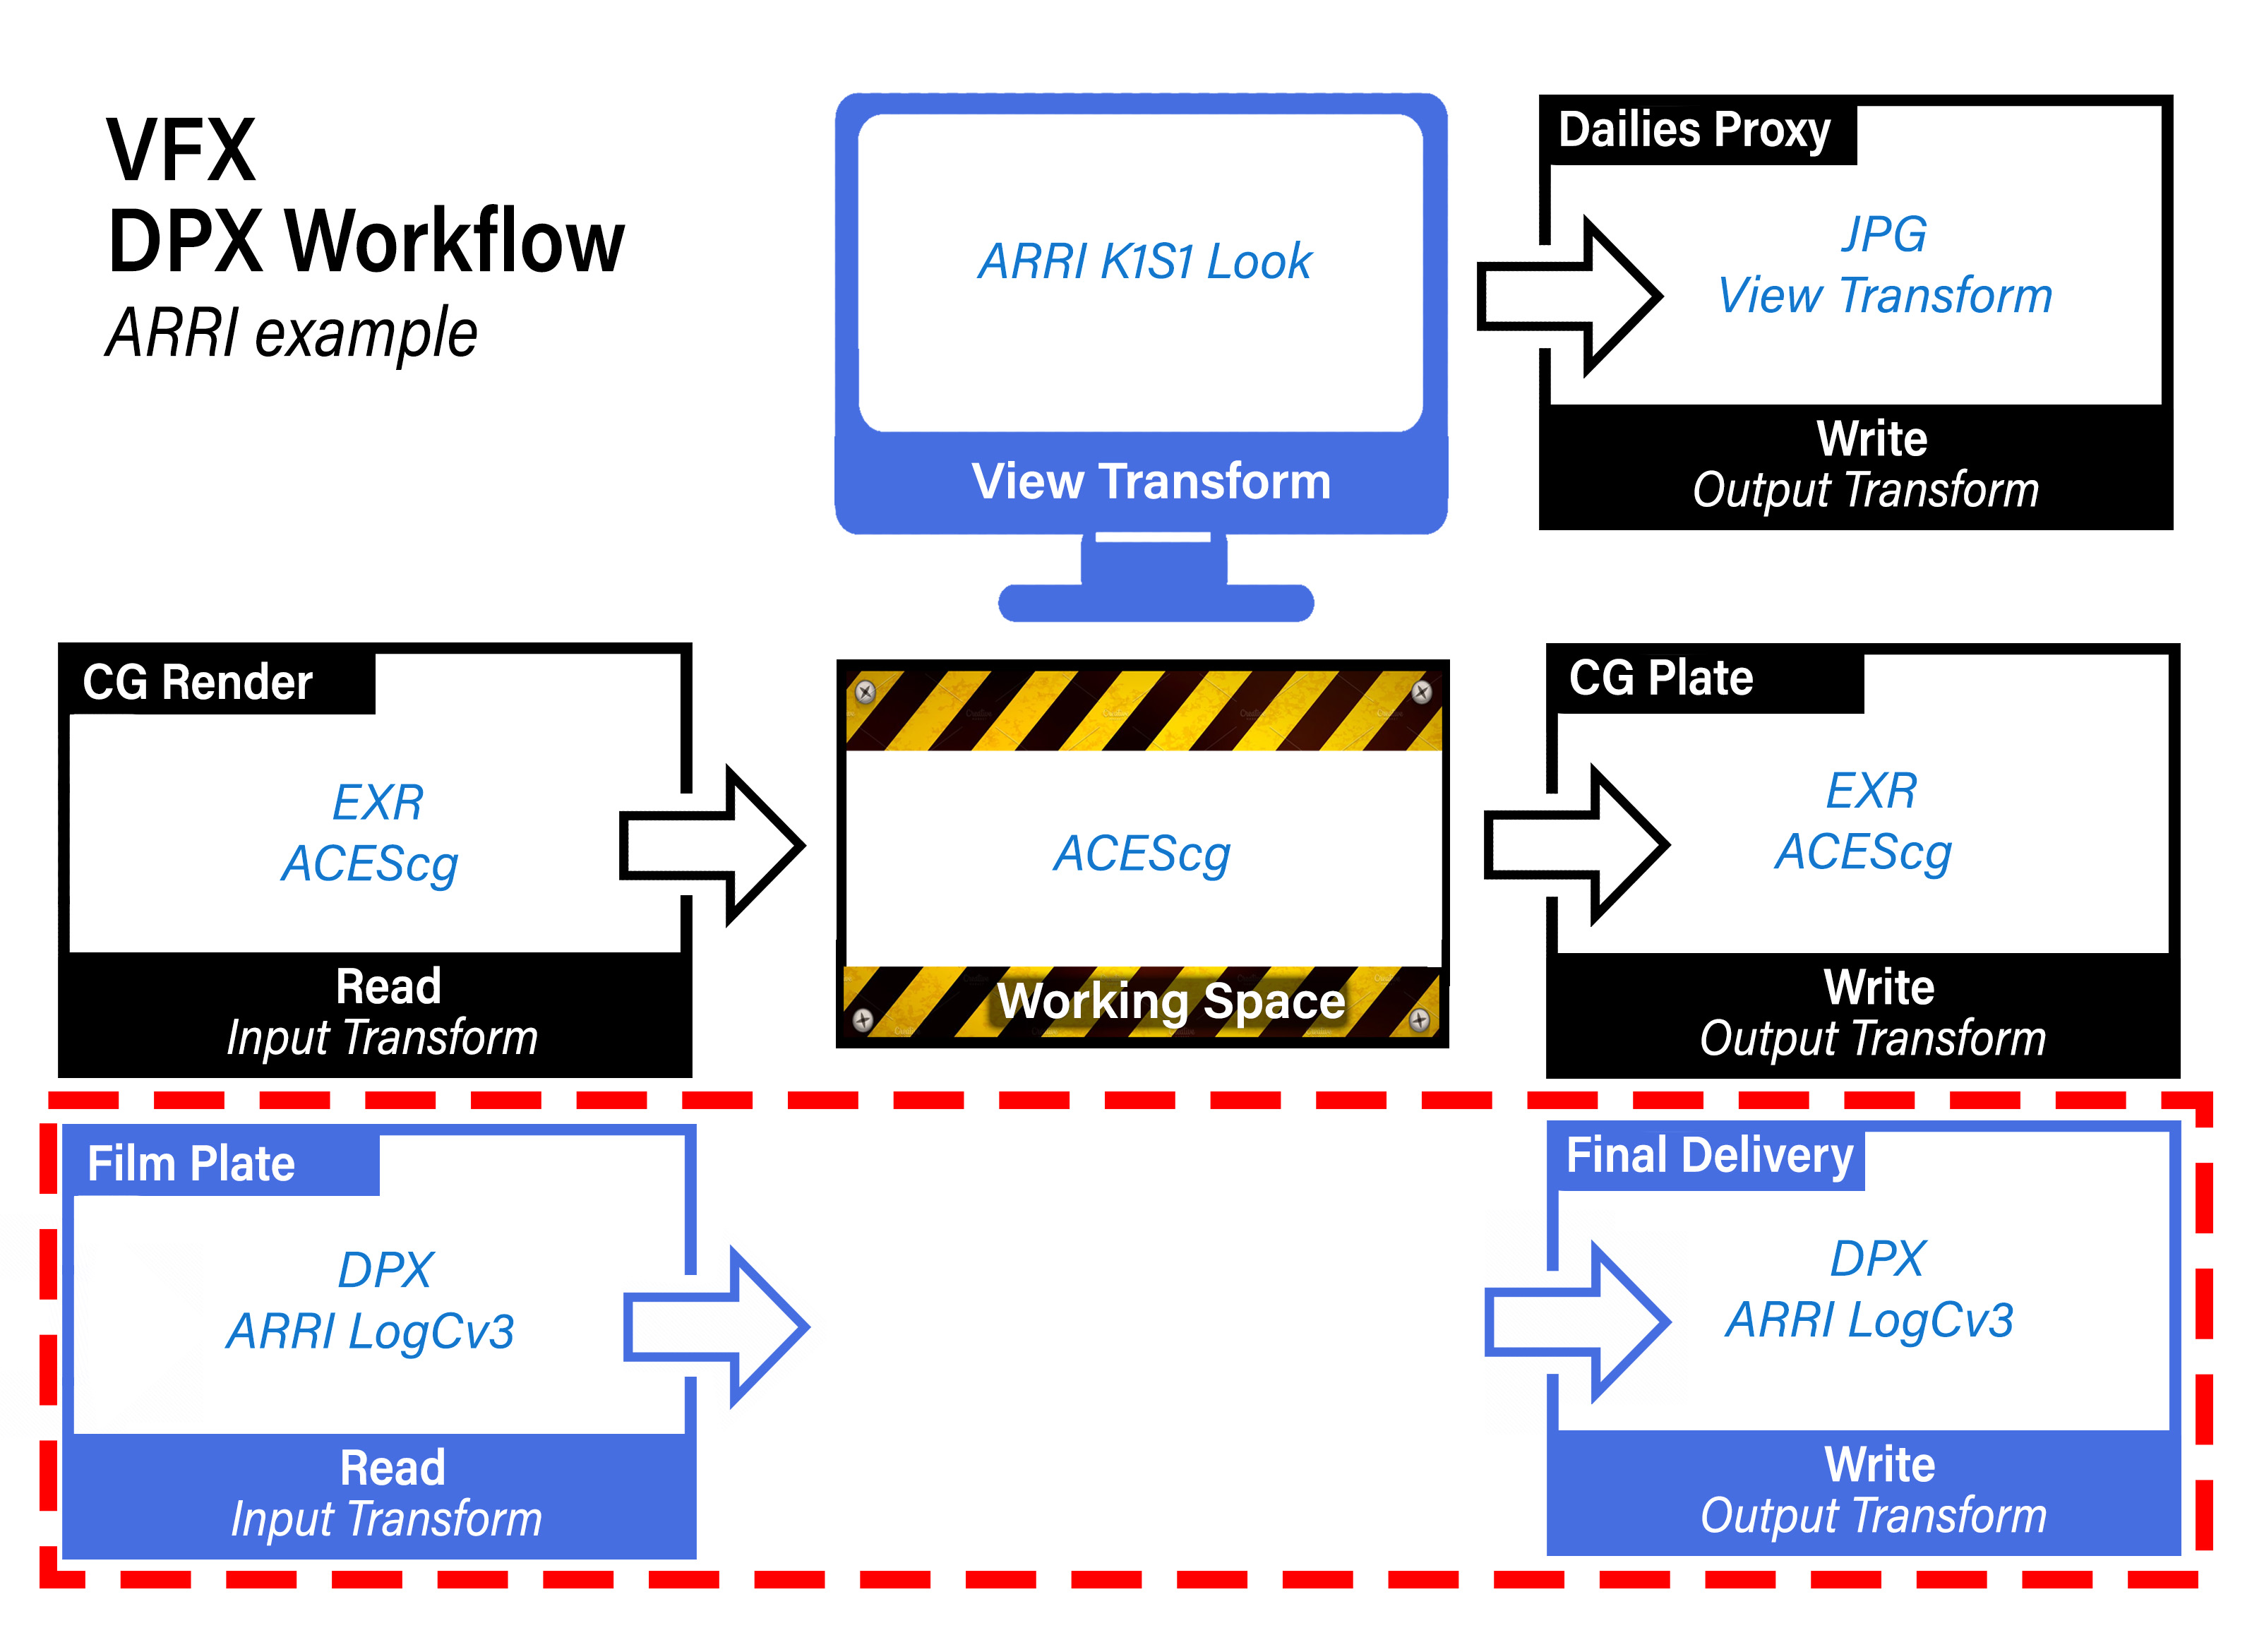 VFX
DPX Workflow
ARRI example
ARRI K1S1 Look
View Transform
Dailies Proxy
JPG
View Transform
Write
Output Transform
CG Render
EXR
ACEScg
Read
Input Transform
ACEScg
Working Space
CG Plate
EXR
ACEScg
Write
Output Transform
Film Plate
DPX
ARRI LogCv3
Read
Input Transform
Final Delivery
DPX
ARRI LogCv3
Write
Output Transform